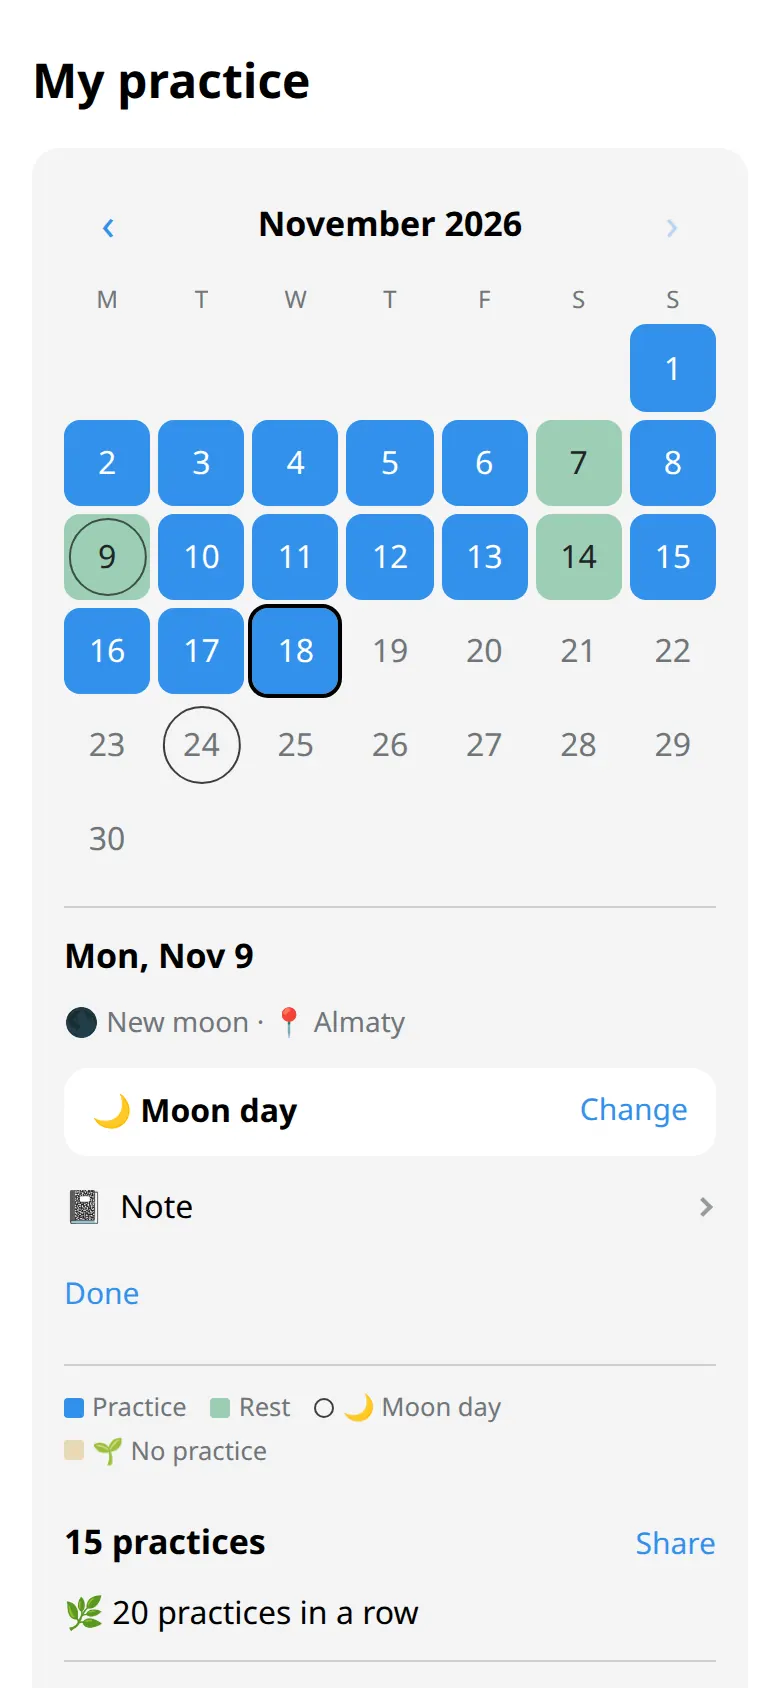 My practice
‹ November 2026 ›
M T W T F S S
1
2 3 4 5 6 7 8
9 10 11 12 13 14 15
16 17 18 19 20 21 22
23 24 25 26 27 28 29
30
Mon, Nov 9
🌑 New moon · 📍 Almaty
🌙 Moon day Change
📓 Note
Done
Practice Rest 🌙 Moon day
🌱 No practice
15 practices Share
🌿 20 practices in a row